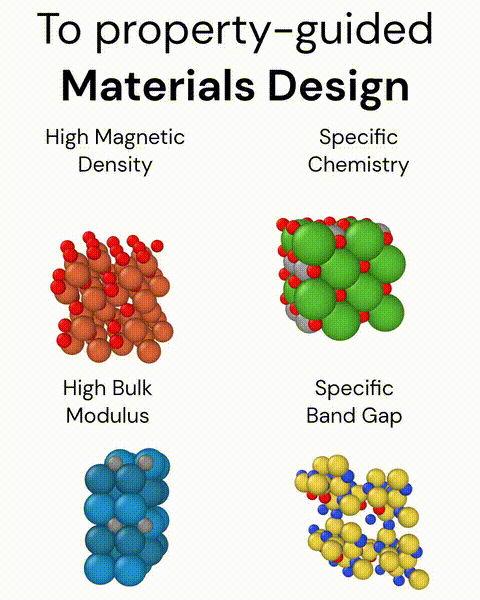 To property-guided
Materials Design
High Magnetic
Density
Specific
Chemistry
High Bulk
Modulus
Specific
Band Gap